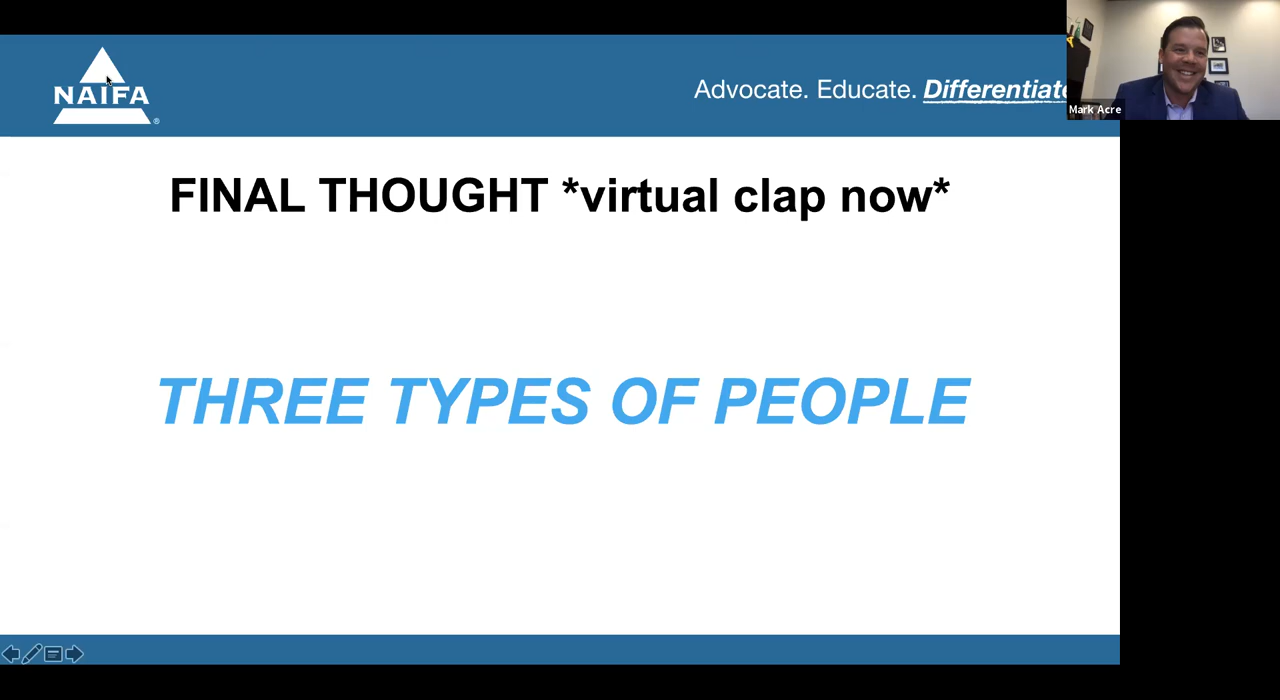 NAIFA®
Advocate. Educate. Differentiate
Mark Acre
FINAL THOUGHT *virtual clap now*
THREE TYPES OF PEOPLE